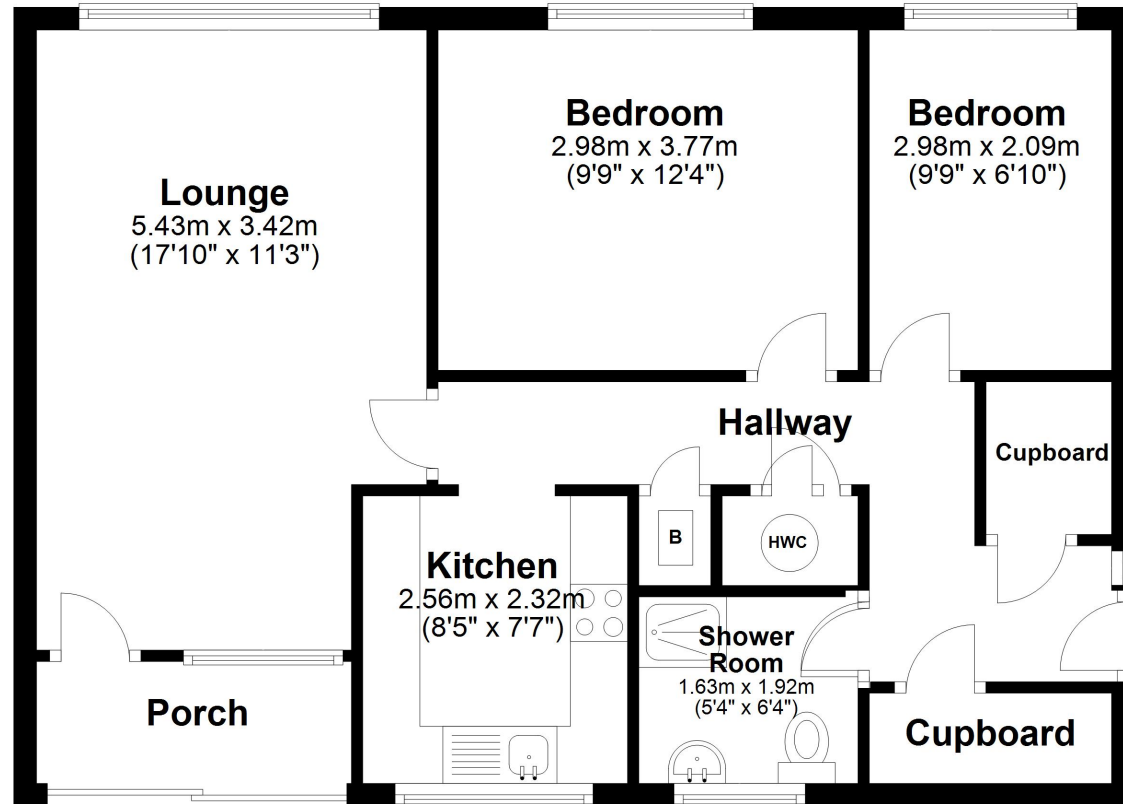 Lounge
5.43m x 3.42m
(17'10" x 11'3")
Bedroom
2.98m x 3.77m
(9'9" x 12'4")
Bedroom
2.98m x 2.09m
(9'9" x 6'10")
Hallway
Cupboard
Kitchen
2.56m x 2.32m
(8'5" x 7'7")
B
HWC
Shower
Room
1.63m x 1.92m
(5'4" x 6'4")
Porch
Cupboard